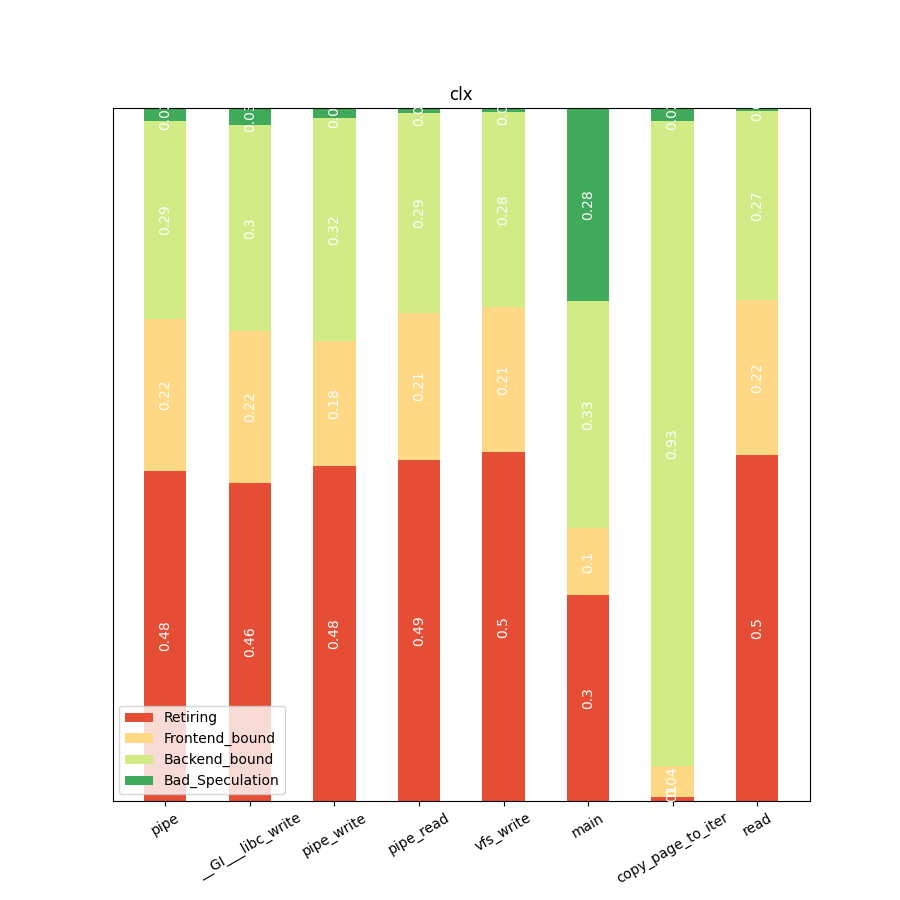 clx
0.29
0.22
0.48
0.3
0.22
0.46
0.32
0.18
0.48
0.29
0.21
0.49
0.28
0.21
0.5
0.28
0.33
0.1
0.3
0.93
0.27
0.22
0.5
Retiring
Frontend_bound
Backend_bound
Bad_Speculation
pipe
__GI___libc_write
pipe_write
pipe_read
vfs_write
main
copy_page_to_iter
read